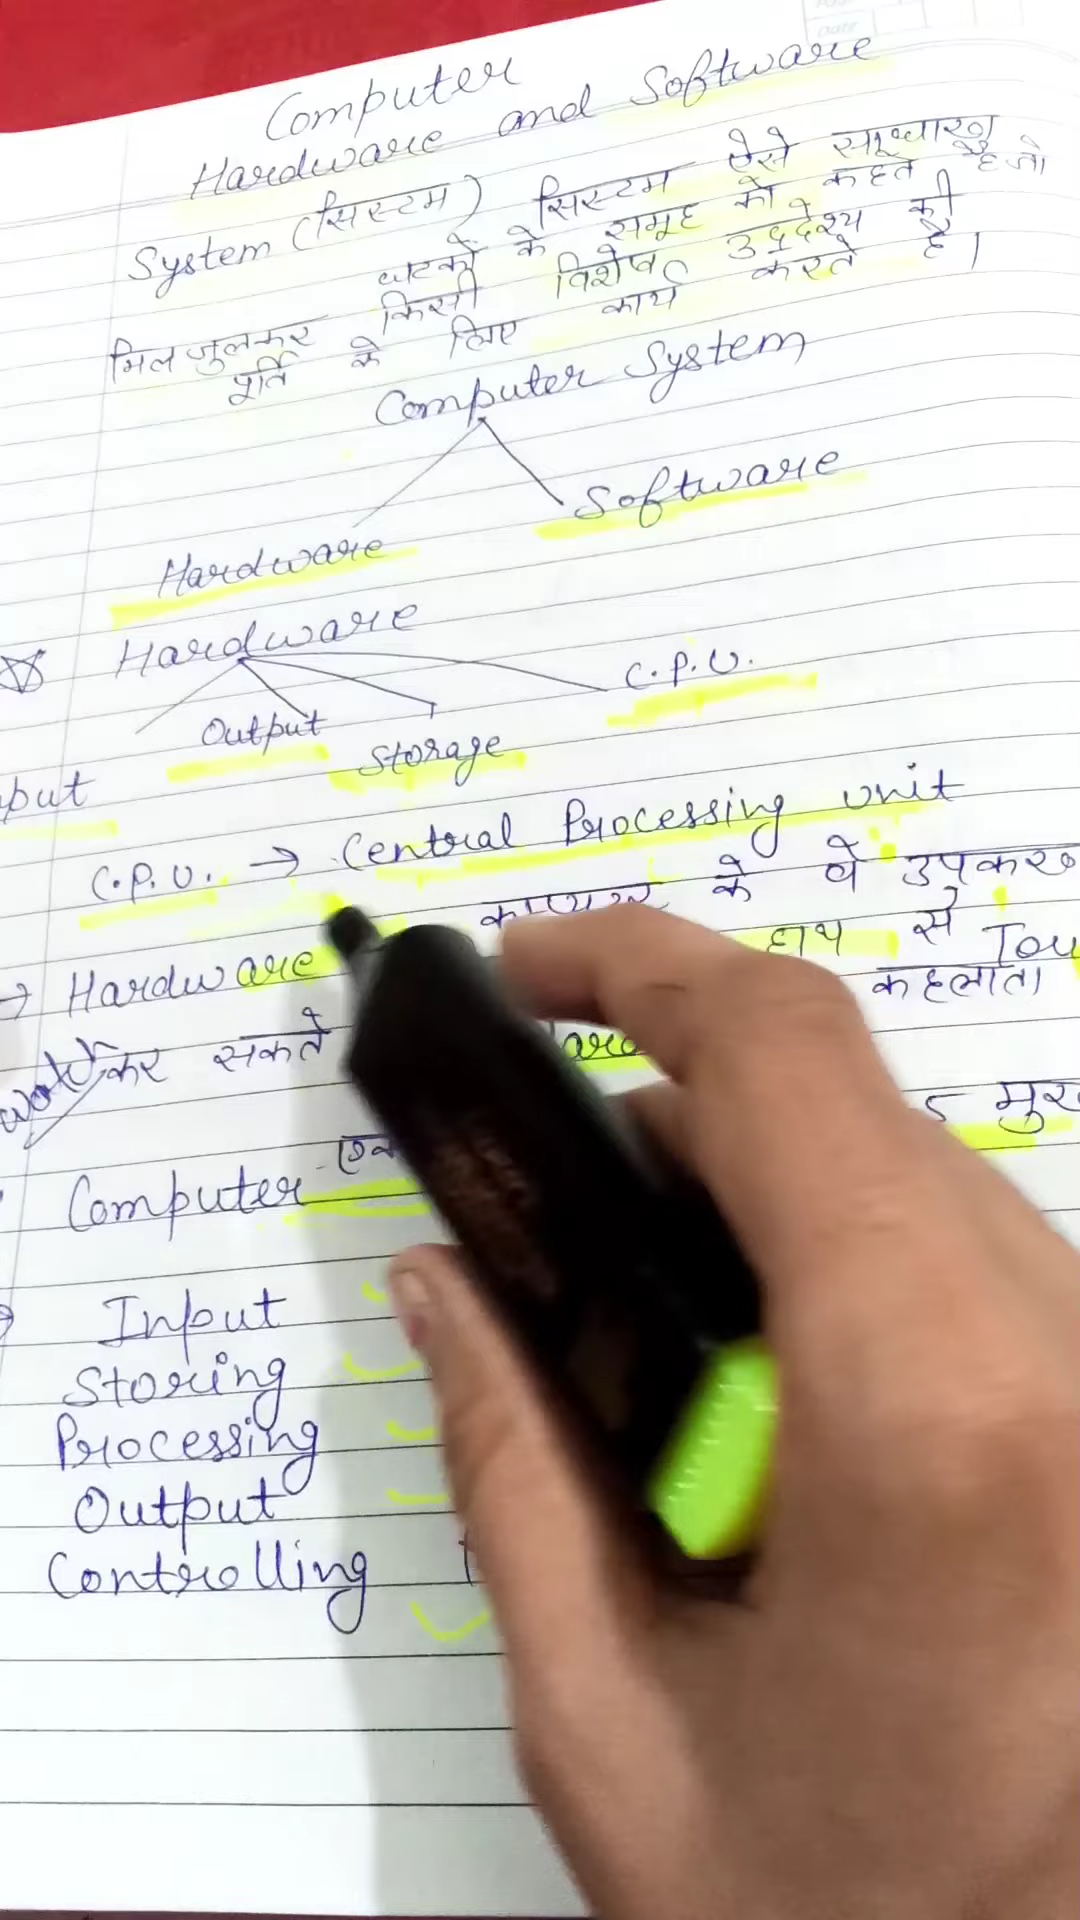 Computer
Hardware and Software
System (सिस्टम) सिस्टम ऐसे साधारण
घटकों के समूह को कहते है जो
मिल जुलकर किसी विशेष उद्देश्य की
पूर्ति के लिए कार्य करते है।
Computer System
Hardware Software
Hardware
put Output Storage C.P.U.
C.P.U. → Central Processing unit
→ Hardware के वे उपकरण
हाथ से Tou
कर सकते कहलाता
Computer 5
Input
Storing
Processing
Output
Controlling